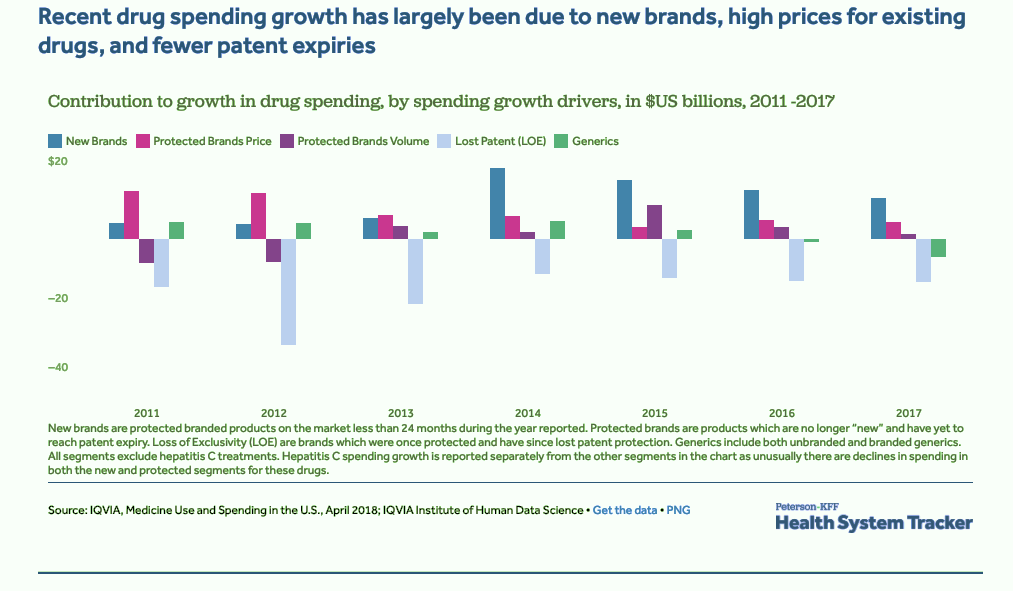 Recent drug spending growth has largely been due to new brands, high prices for existing
drugs, and fewer patent expiries
Contribution to growth in drug spending, by spending growth drivers, in $US billions, 2011 -2017
New Brands Protected Brands Price Protected Brands Volume Lost Patent (LOE) Generics
$20
−20
−40
2011 2012 2013 2014 2015 2016 2017
New brands are protected branded products on the market less than 24 months during the year reported. Protected brands are products which are no longer "new" and have yet to
reach patent expiry. Loss of Exclusivity (LOE) are brands which were once protected and have since lost patent protection. Generics include both unbranded and branded generics.
All segments exclude hepatitis C treatments. Hepatitis C spending growth is reported separately from the other segments in the chart as unusually there are declines in spending in
both the new and protected segments for these drugs.
Source: IQVIA, Medicine Use and Spending in the U.S., April 2018; IQVIA Institute of Human Data Science • Get the data • PNG
Peterson-KFF
Health System Tracker